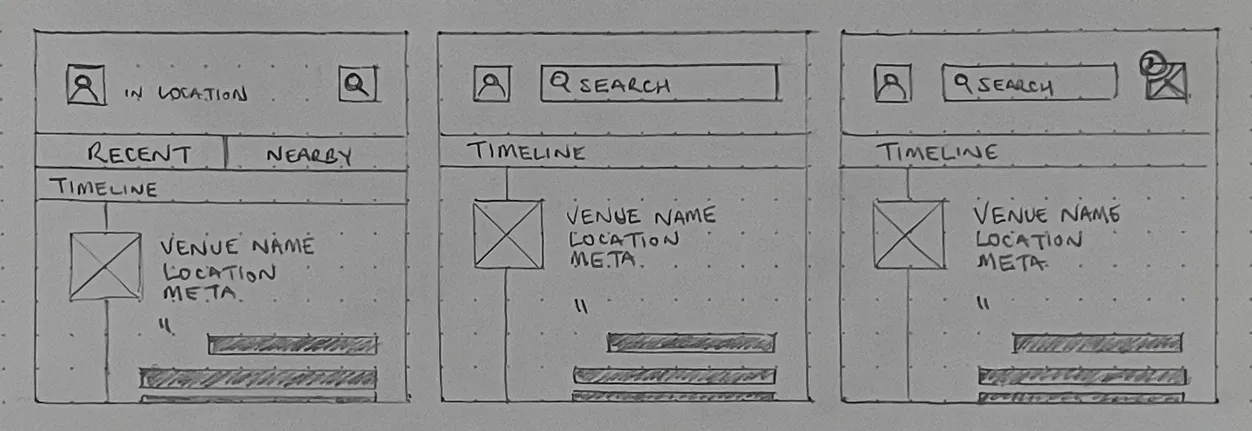 IN LOCATION
RECENT NEARBY
TIMELINE
VENUE NAME
LOCATION
META.
"
SEARCH
TIMELINE
VENUE NAME
LOCATION
META.
"
SEARCH
TIMELINE
VENUE NAME
LOCATION
META.
"